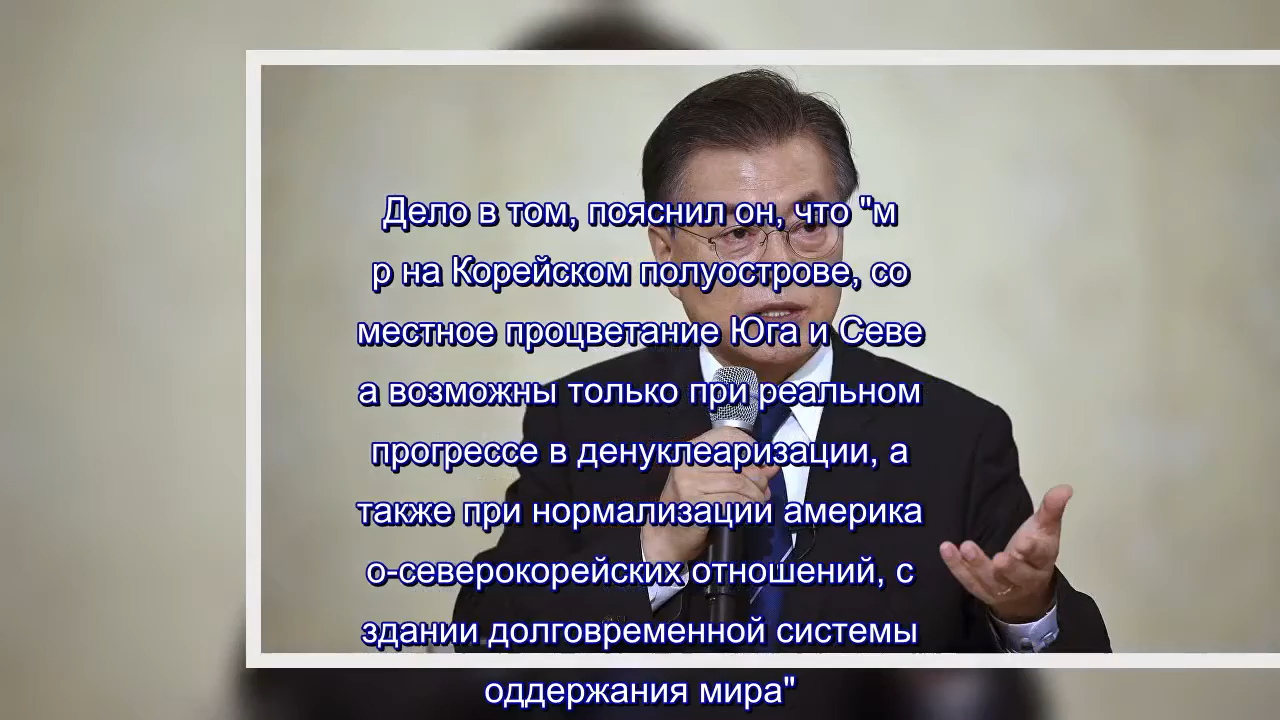 Дело в том, пояснил он, что "м
р на Корейском полуострове, со
местное процветание Юга и Севе
а возможны только при реальном
прогрессе в денуклеаризации, а
также при нормализации америка
о-северокорейских отношений, с
здании долговременной системы
оддержания мира"